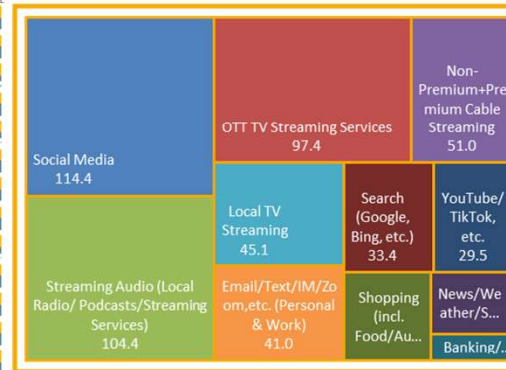 Social Media
114.4
OTT TV Streaming Services
97.4
Non-
Premium+Pre
mium Cable
Streaming
51.0
Local TV
Streaming
45.1
Search
(Google,
Bing, etc.)
33.4
YouTube/
TikTok,
etc.
29.5
Streaming Audio (Local
Radio/ Podcasts/Streaming
Services)
104.4
Email/Text/IM/Zo
om,etc. (Personal
& Work)
41.0
Shopping
(incl.
Food/Au...
News/We
ather/S...
Banking/..